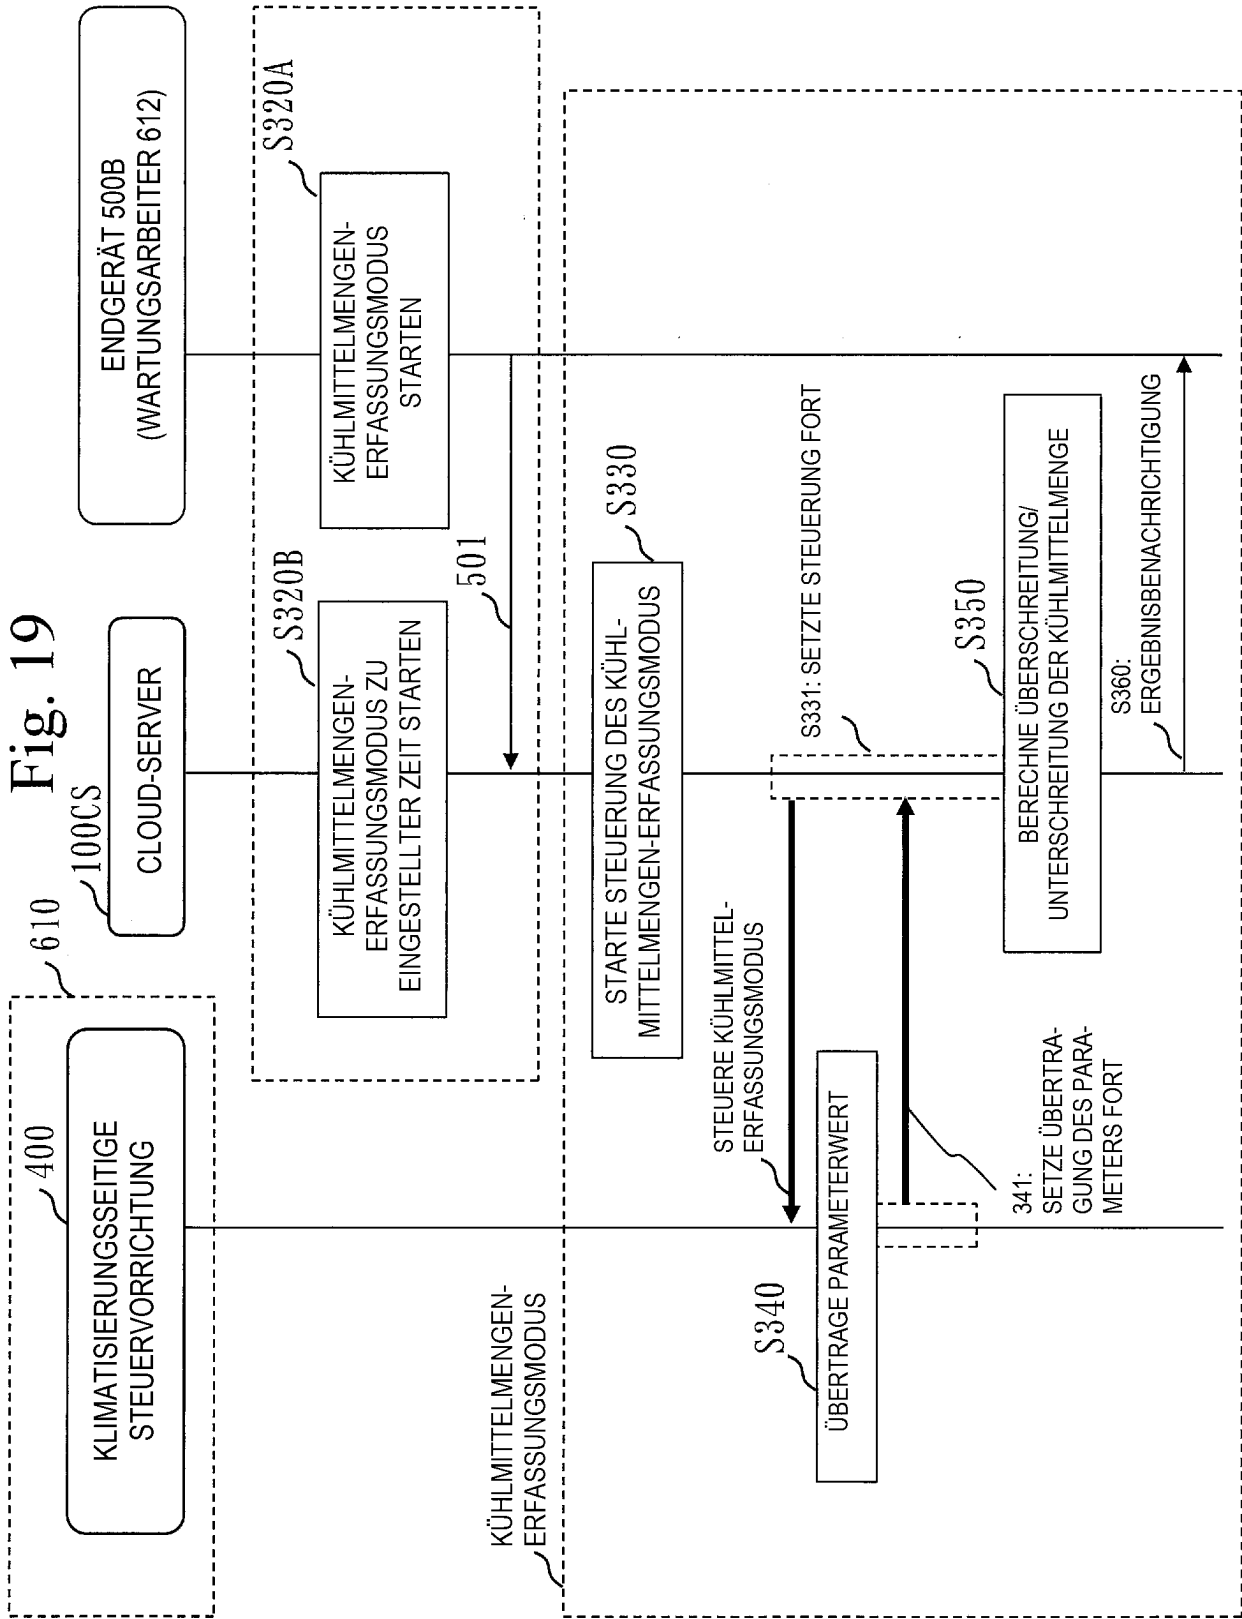 Fig. 19
610
400
KLIMATISIERUNGSSEITIGE
STEUERVORRICHTUNG
100CS
CLOUD-SERVER
ENDGERÄT 500B
(WARTUNGSARBEITER 612)
S320B
KÜHLMITTELMENGEN-
ERFASSUNGSMODUS ZU
EINGESTELLTER ZEIT STARTEN
S320A
KÜHLMITTELMENGEN-
ERFASSUNGSMODUS
STARTEN
501
KÜHLMITTELMENGEN-
ERFASSUNGSMODUS
S330
STARTE STEUERUNG DES KÜHL-
MITTELMENGEN-ERFASSUNGSMODUS
STEUERE KÜHLMITTEL-
ERFASSUNGSMODUS
S331: SETZTE STEUERUNG FORT
S340
ÜBERTRAGE PARAMETERWERT
341:
SETZE ÜBERTRA-
GUNG DES PARA-
METERS FORT
S350
BERECHNE ÜBERSCHREITUNG/
UNTERSCHREITUNG DER KÜHLMITTELMENGE
S360:
ERGEBNISBENACHRICHTIGUNG